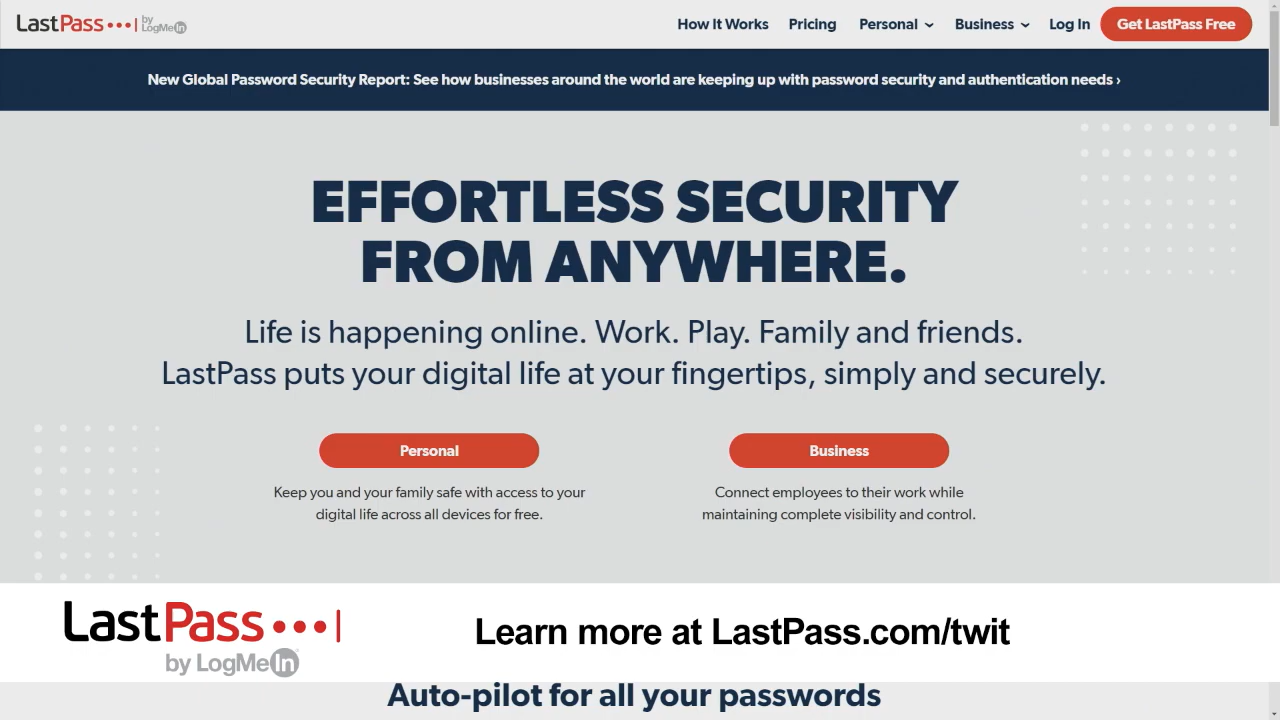 LastPass by LogMeIn
How It Works Pricing Personal Business Log In Get LastPass Free
New Global Password Security Report: See how businesses around the world are keeping up with password security and authentication needs ›
EFFORTLESS SECURITY
FROM ANYWHERE.
Life is happening online. Work. Play. Family and friends.
LastPass puts your digital life at your fingertips, simply and securely.
Personal
Keep you and your family safe with access to your
digital life across all devices for free.
Business
Connect employees to their work while
maintaining complete visibility and control.
LastPass
by LogMeIn
Learn more at LastPass.com/twit
Auto-pilot for all your passwords